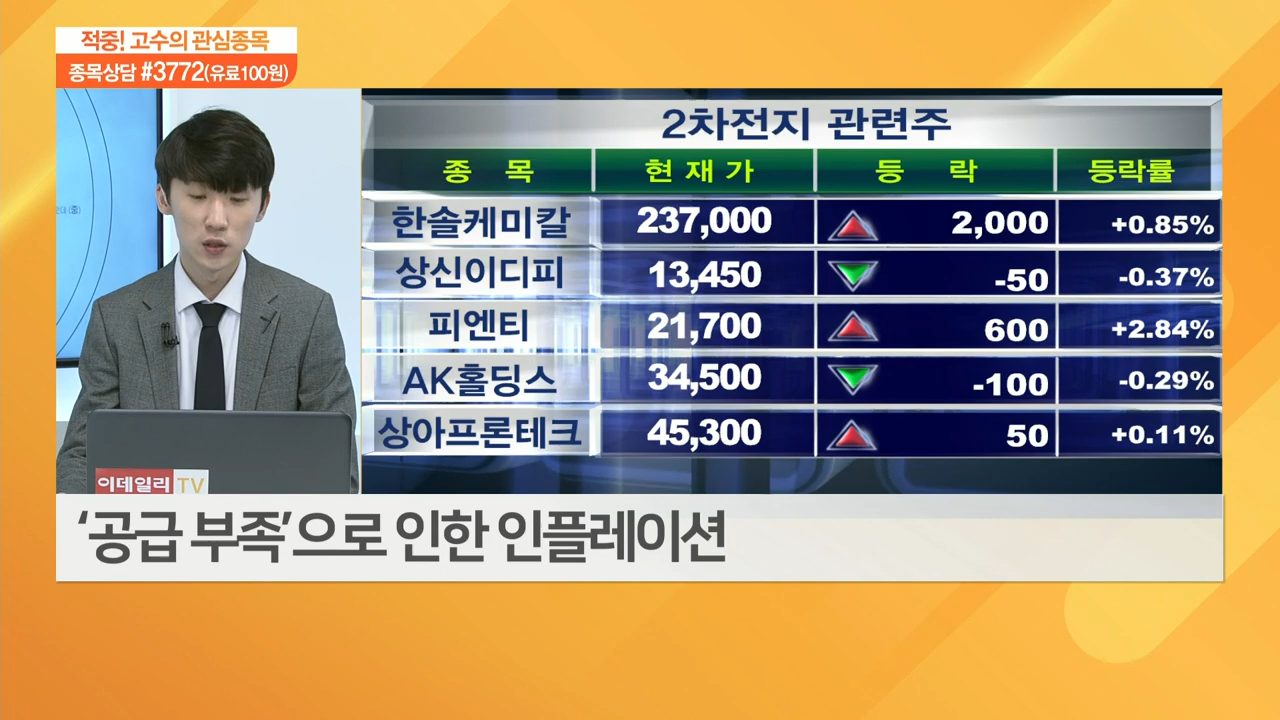 적중! 고수의 관심종목
종목상담 #3772(유료100원)
2차전지 관련주
종 목 현 재 가 등 락 등락률
한솔케미칼 237,000 2,000 +0.85%
상신이디피 13,450 -50 -0.37%
피엔티 21,700 600 +2.84%
AK홀딩스 34,500 -100 -0.29%
상아프론테크 45,300 50 +0.11%
이데일리 TV
‘공급 부족’으로 인한 인플레이션